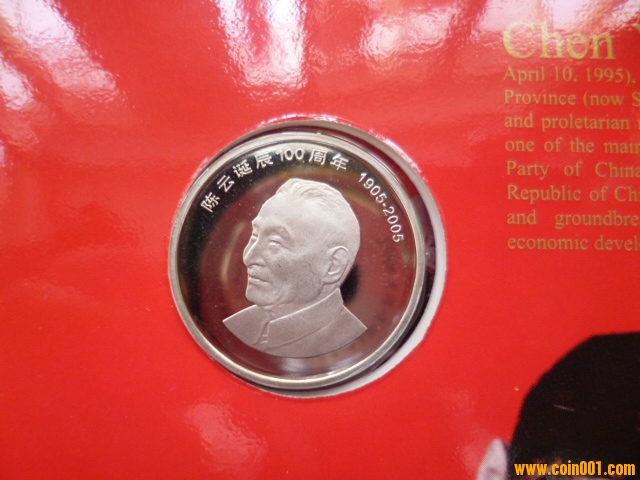 陈云诞辰100周年 1905-2005
Chen
April 10, 1995),
Province (now S
and proletarian
one of the main
Party of China
Republic of Ch
and groundbre
economic devel
www.coin001.com